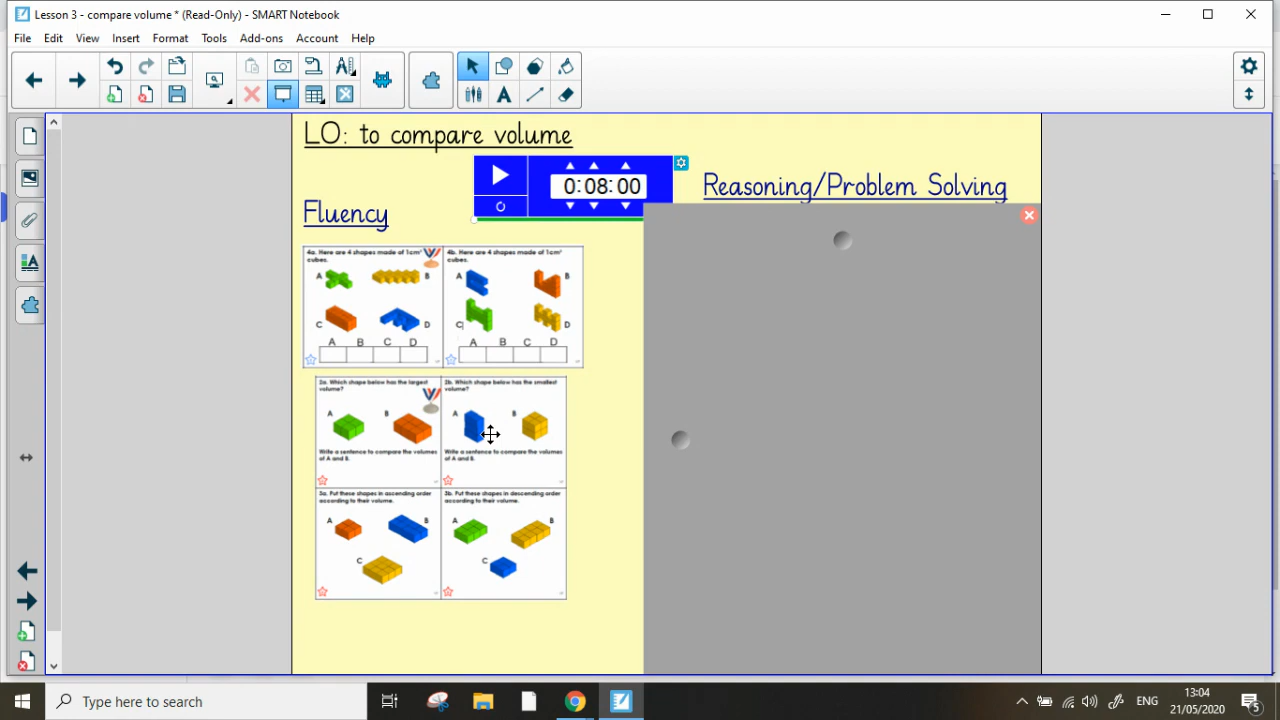 Lesson 3 - compare volume * (Read-Only) - SMART Notebook
File Edit View Insert Format Tools Add-ons Account Help
LO: to compare volume
0:08:00
Reasoning/Problem Solving
Fluency
4a. Here are 4 shapes made of 1cm³
cubes.
A B
C D
A B C D
4b. Here are 4 shapes made of 1cm³
cubes.
A B
C D
A B C D
2a. Which shape below has the largest
volume?
A B
Write a sentence to compare the volumes
of A and B.
2b. Which shape below has the smallest
volume?
A B
Write a sentence to compare the volumes
of A and B.
3a. Put these shapes in ascending order
according to their volume.
A B
C
3b. Put these shapes in descending order
according to their volume.
A B
C
Type here to search
ENG
13:04
21/05/2020
5